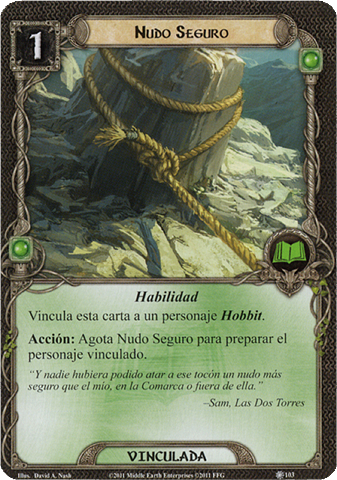 1
Nudo Seguro
Habilidad
Vincula esta carta a un personaje Hobbit.
Acción: Agota Nudo Seguro para preparar el
personaje vinculado.
“Y nadie hubiera podido atar a ese tocón un nudo más
seguro que el mío, en la Comarca o fuera de ella.”
–Sam, Las Dos Torres
VINCULADA
Illus. David A. Nash ©2011 Middle Earth Enterprises ©2011 FFG 103